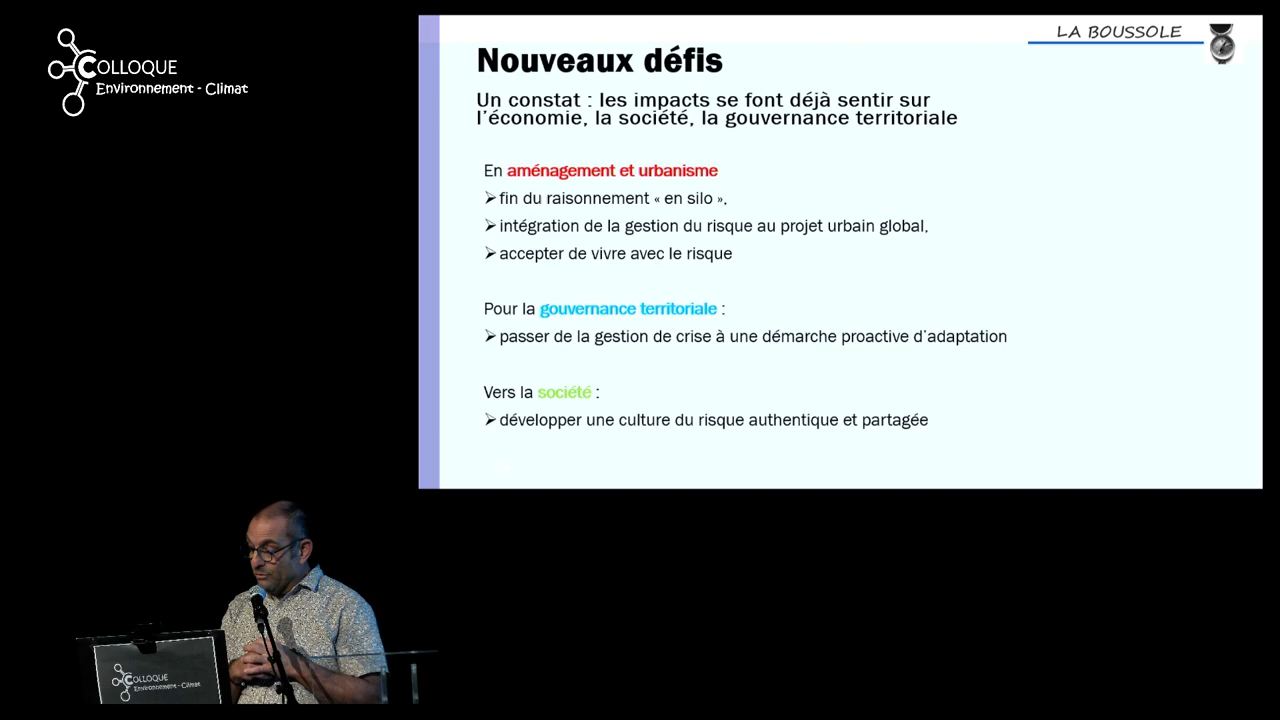 COLLOQUE
Environnement - Climat
LA BOUSSOLE
Nouveaux défis
Un constat : les impacts se font déjà sentir sur
l'économie, la société, la gouvernance territoriale
En aménagement et urbanisme
➢ fin du raisonnement « en silo »,
➢ intégration de la gestion du risque au projet urbain global,
➢ accepter de vivre avec le risque
Pour la gouvernance territoriale :
➢ passer de la gestion de crise à une démarche proactive d'adaptation
Vers la société :
➢ développer une culture du risque authentique et partagée
COLLOQUE
Environnement - Climat